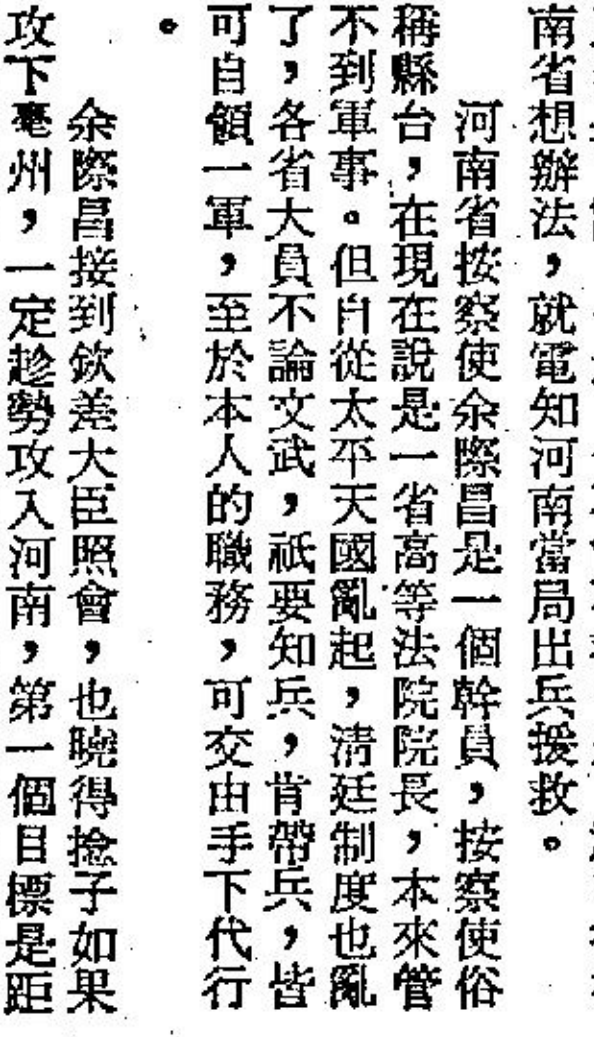 南省想辦法，就電知河南當局出兵援救。
河南省按察使余際昌是一個幹員，按察使俗
稱縣台，在現在說是一省高等法院院長，本來管
不到軍事。但自從太平天國亂起，清廷制度也亂
了，各省大員不論文武，祇要知兵，肯帶兵，皆
可自領一軍，至於本人的職務，可交由手下代行
。
余際昌接到欽差大臣照會，也曉得捻子如果
攻下亳州，一定趁勢攻入河南，第一個目標是距